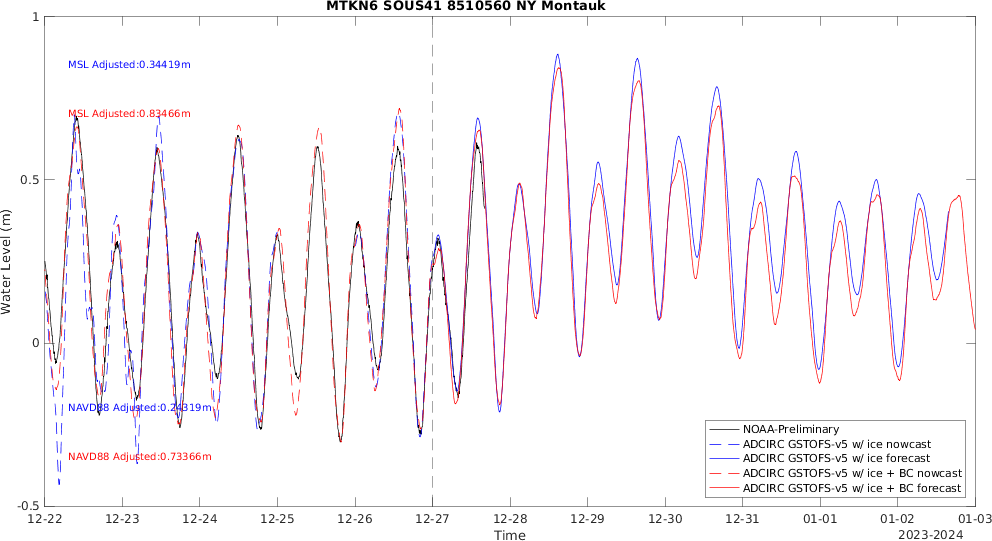 MTKN6 SOUS41 8510560 NY Montauk
1
MSL Adjusted:0.34419m
MSL Adjusted:0.83466m
0.5
Water Level (m)
0
NAVD88 Adjusted:0.24319m
NAVD88 Adjusted:0.73366m
-0.5
NOAA-Preliminary
ADCIRC GSTOFS-v5 w/ ice nowcast
ADCIRC GSTOFS-v5 w/ ice forecast
ADCIRC GSTOFS-v5 w/ ice + BC nowcast
ADCIRC GSTOFS-v5 w/ ice + BC forecast
12-22 12-23 12-24 12-25 12-26 12-27 12-28 12-29 12-30 12-31 01-01 01-02 01-03
Time
2023-2024